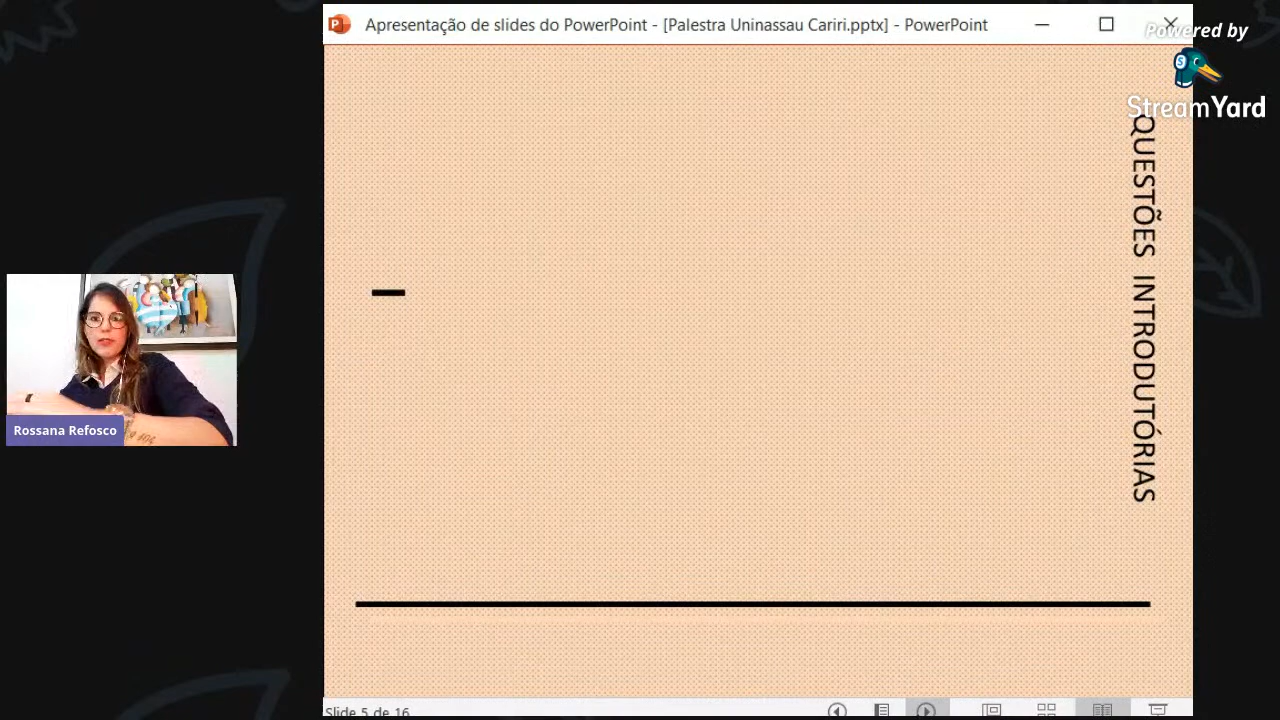 Apresentação de slides do PowerPoint - [Palestra Uninassau Cariri.pptx] - PowerPoint
Powered by
StreamYard
QUESTÕES INTRODUTÓRIAS
Rossana Refosco
Slide 5 de 16